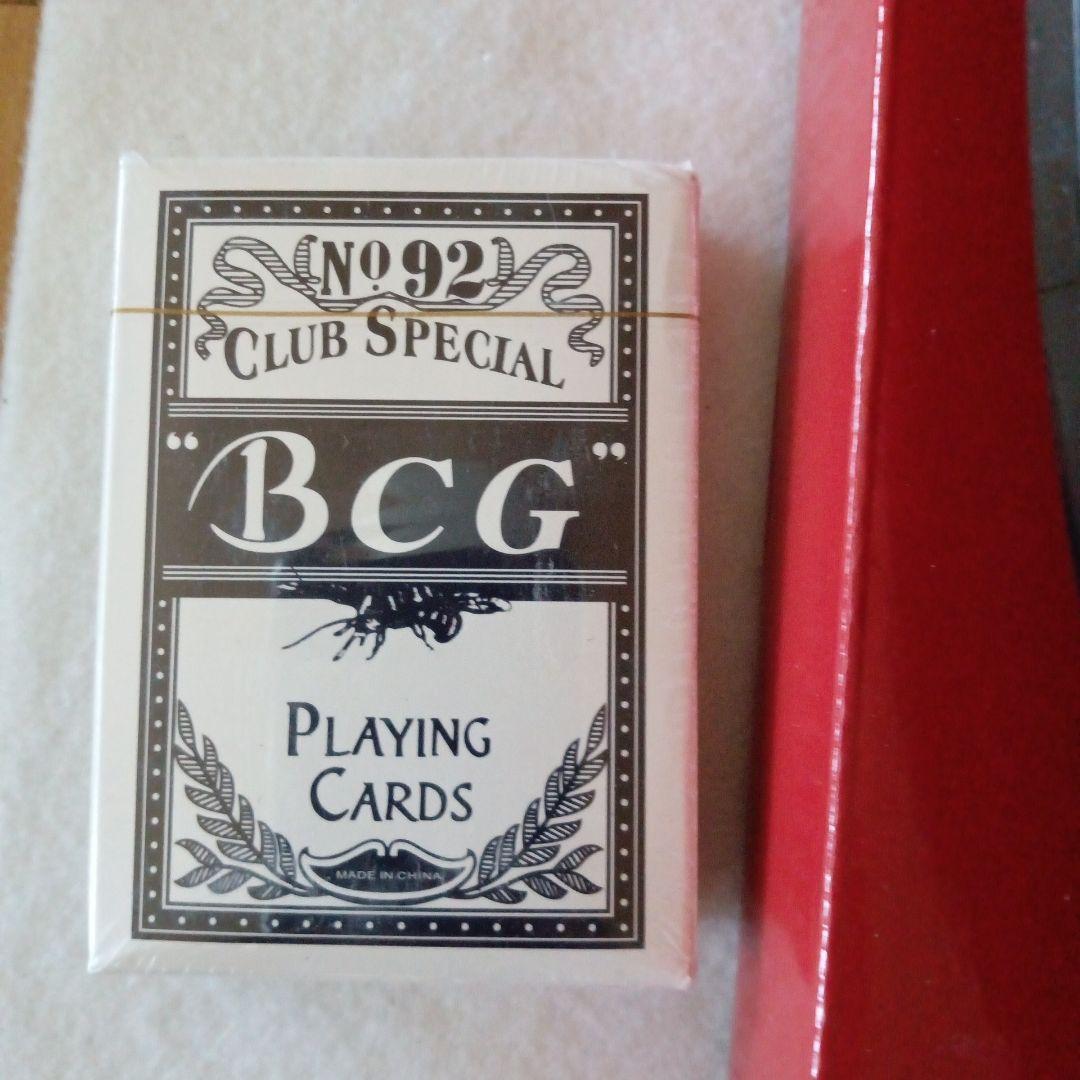 No 92
CLUB SPECIAL
“BCG”
PLAYING
CARDS
MADE IN CHINA